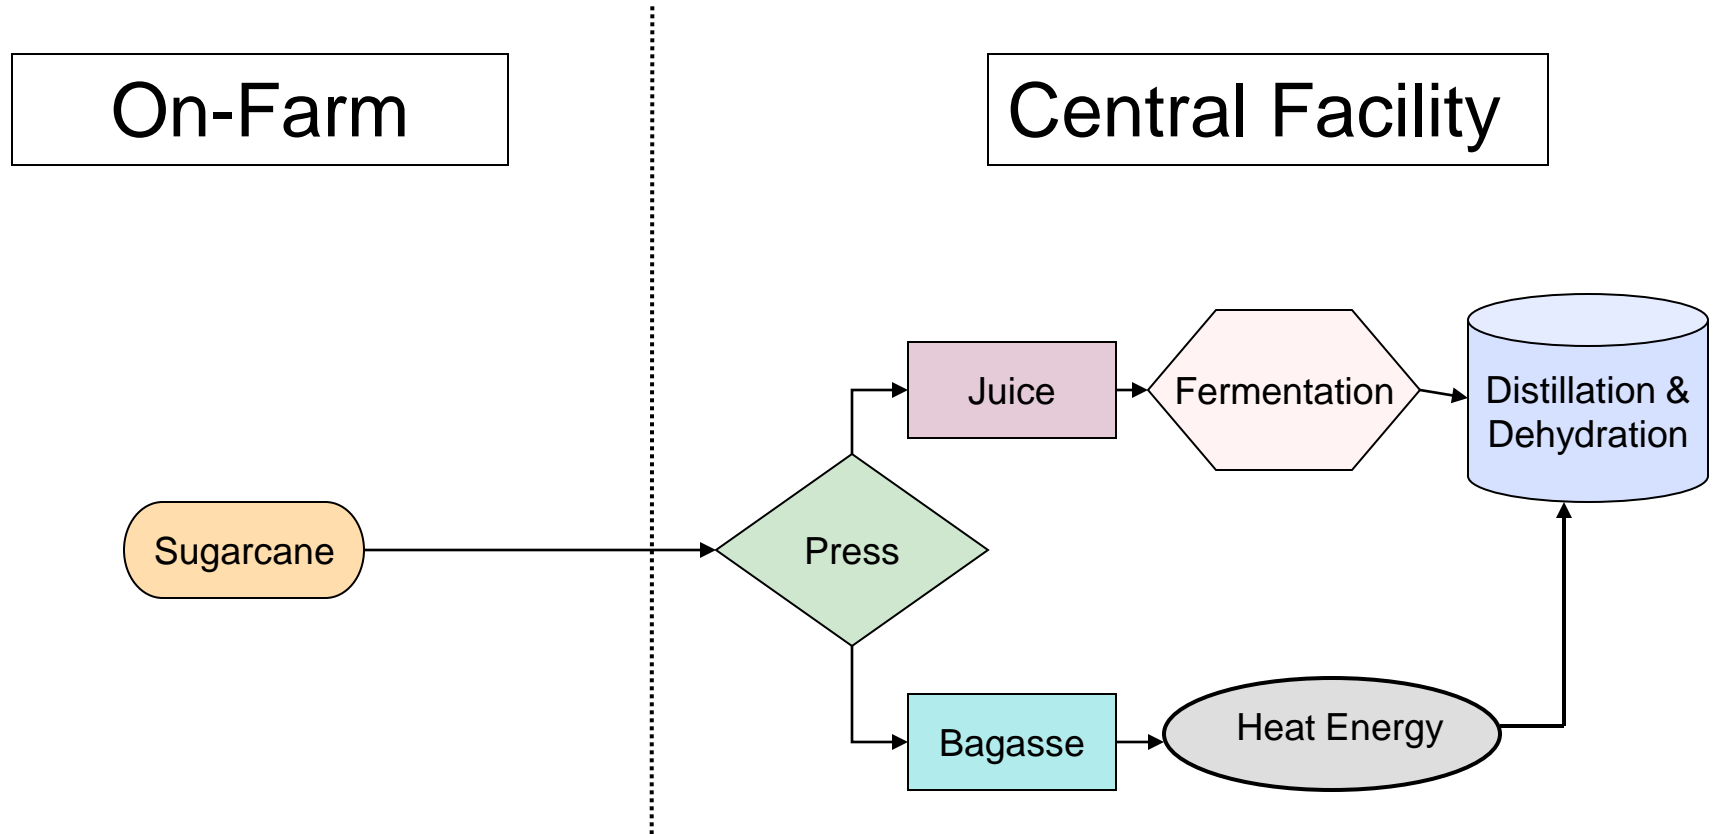 On-Farm
Central Facility
Juice
Fermentation
Distillation &
Dehydration
Sugarcane
Press
Bagasse
Heat Energy